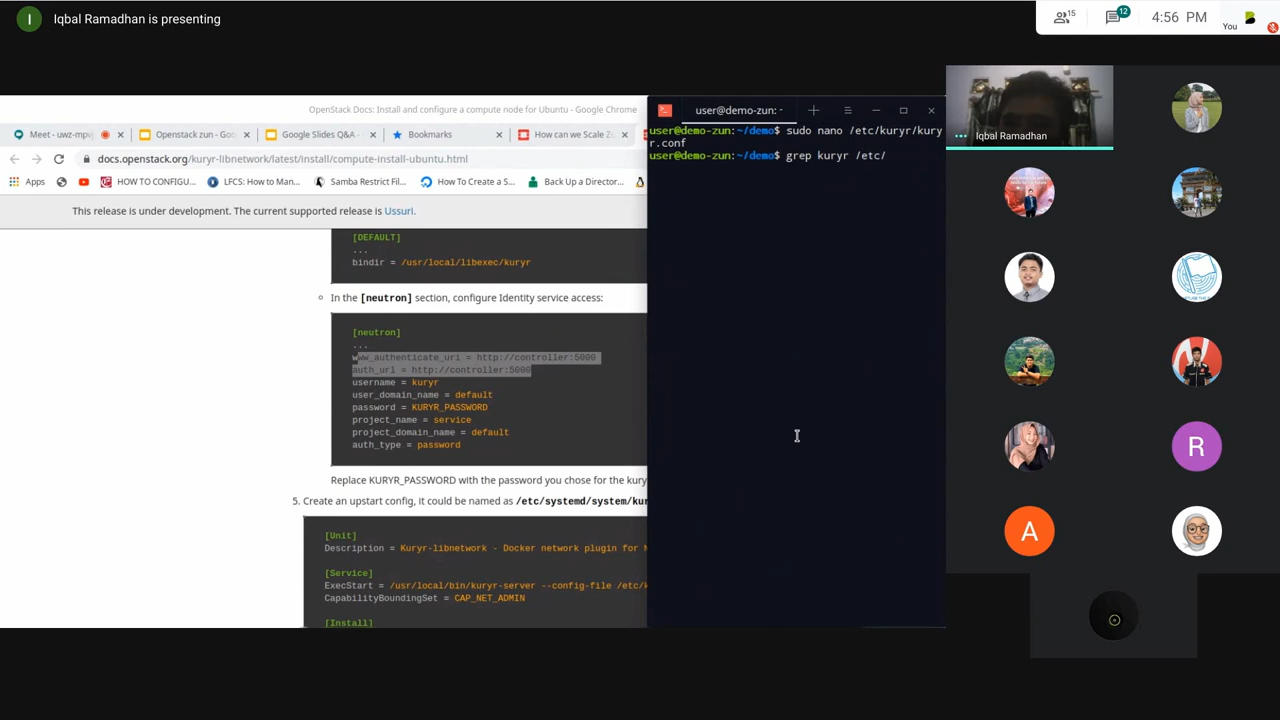 I
Iqbal Ramadhan is presenting
15
12
4:56 PM
You
OpenStack Docs: Install and configure a compute node for Ubuntu - Google Chrome
Meet - uwz-mpv
Openstack zun -
Google Slides Q&A -
Bookmarks
How can we Scale Z
docs.openstack.org/kuryr-libnetwork/latest/install/compute-install-ubuntu.html
Apps
HOW TO CONFIGU...
LFCS: How to Man...
Samba Restrict Fil...
How To Create a S...
Back Up a Director...
This release is under development. The current supported release is Ussuri.
[DEFAULT]
...
bindir = /usr/local/libexec/kuryr
In the [neutron] section, configure Identity service access:
[neutron]
...
www_authenticate_uri = http://controller:5000
auth_url = http://controller:5000
username = kuryr
user_domain_name = default
password = KURYR_PASSWORD
project_name = service
project_domain_name = default
auth_type = password
Replace KURYR_PASSWORD with the password you chose for the kury
5. Create an upstart config, it could be named as /etc/systemd/system/kur
[Unit]
Description = Kuryr-libnetwork - Docker network plugin for N
[Service]
ExecStart = /usr/local/bin/kuryr-server --config-file /etc/k
CapabilityBoundingSet = CAP_NET_ADMIN
[Install]
user@demo-zun: ~
user@demo-zun:~/demo$ sudo nano /etc/kuryr/kury
r.conf
user@demo-zun:~/demo$ grep kuryr /etc/
Iqbal Ramadhan
R
A